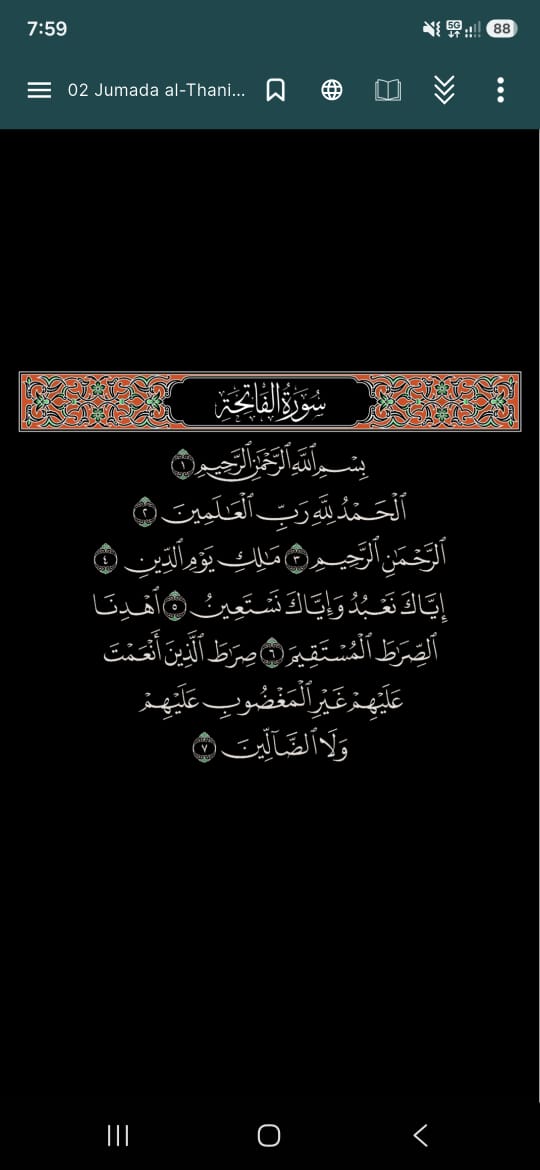 7:59
5G
88
02 Jumada al-Thani...
سُورَةُ الفَاتِحَةِ
بِسْمِ ٱللَّهِ ٱلرَّحْمَٰنِ ٱلرَّحِيمِ ١
ٱلْحَمْدُ لِلَّهِ رَبِّ ٱلْعَٰلَمِينَ ٢
ٱلرَّحْمَٰنِ ٱلرَّحِيمِ ٣ مَٰلِكِ يَوْمِ ٱلدِّينِ ٤
إِيَّاكَ نَعْبُدُ وَإِيَّاكَ نَسْتَعِينُ ٥ ٱهْدِنَا
ٱلصِّرَٰطَ ٱلْمُسْتَقِيمَ ٦ صِرَٰطَ ٱلَّذِينَ أَنْعَمْتَ
عَلَيْهِمْ غَيْرِ ٱلْمَغْضُوبِ عَلَيْهِمْ
وَلَا ٱلضَّآلِّينَ ٧